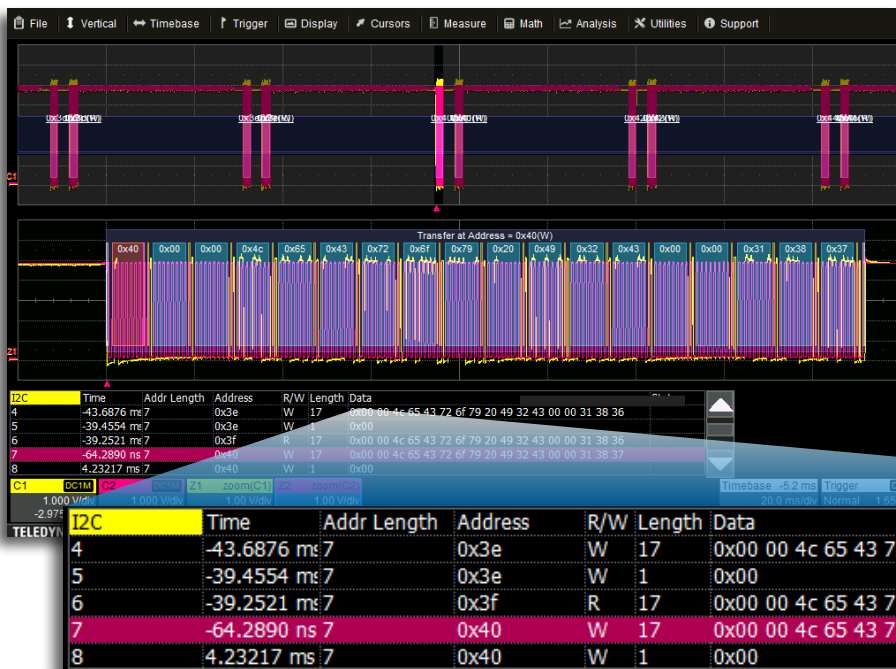 File Vertical Timebase Trigger Display Cursors Measure Math Analysis Utilities Support
C1
Transfer at Address = 0x40(W)
0x40 0x00 0x00 0x4c 0x65 0x43 0x72 0x6f 0x79 0x20 0x49 0x32 0x43 0x00 0x00 0x31 0x38 0x37
Z1
I2C Time Addr Length Address R/W Length Data
4 -43.6876 ms 7 0x3e W 17 0x00 00 4c 65 43 72 6f 79 20 49 32 43 00 00 31 38 36
5 -39.4554 ms 7 0x3e W 1 0x00
6 -39.2521 ms 7 0x3f R 17 0x00 00 4c 65 43 72 6f 79 20 49 32 43 00 00 31 38 36
7 -64.2890 ns 7 0x40 W 17 0x00 00 4c 65 43 72 6f 79 20 49 32 43 00 00 31 38 37
8 4.23217 ms 7 0x40 W 1 0x00
C1 DC1M C2 DC1M Z1 zoom(C1) Z2 zoom(C2) Timebase -5.2 ms Trigger
1.000 V/div 1.000 V/div 1.00 V/div 1.00 V/div 20.0 ms/div Normal 1.65
-2.975
TELEDYN
I2C Time Addr Length Address R/W Length Data
4 -43.6876 ms 7 0x3e W 17 0x00 00 4c 65 43 7
5 -39.4554 ms 7 0x3e W 1 0x00
6 -39.2521 ms 7 0x3f R 17 0x00 00 4c 65 43 7
7 -64.2890 ns 7 0x40 W 17 0x00 00 4c 65 43 7
8 4.23217 ms 7 0x40 W 1 0x00